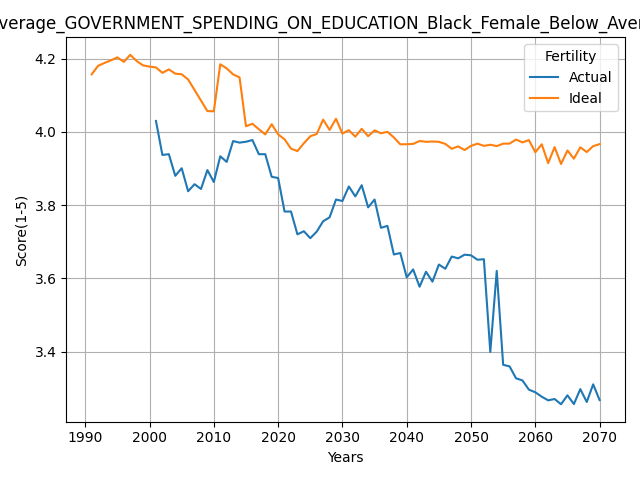 verage_GOVERNMENT_SPENDING_ON_EDUCATION_Black_Female_Below_Aver
Fertility
Actual
Ideal
Score(1-5)
4.2
4.0
3.8
3.6
3.4
1990 2000 2010 2020 2030 2040 2050 2060 2070
Years